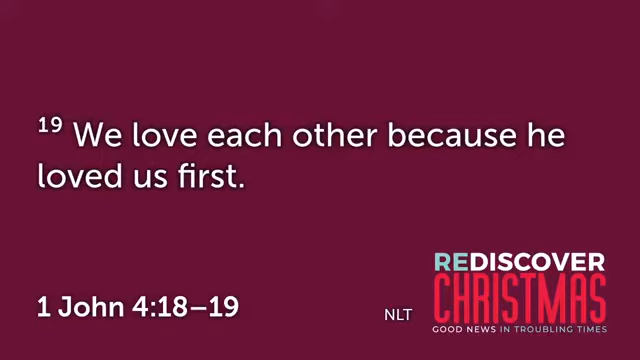 ¹⁹ We love each other because he
loved us first.
1 John 4:18–19
NLT
REDISCOVER
CHRISTMAS
GOOD NEWS IN TROUBLING TIMES